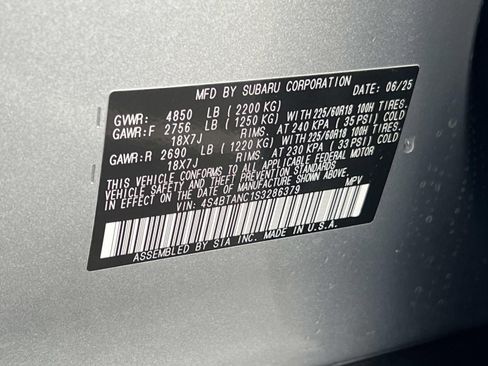 MFD BY SUBARU CORPORATION DATE: 06/25
GVWR: 4850 LB (2200 KG)
GAWR:F 2756 LB (1250 KG) WITH 225/60R18 100H TIRES.
18X7J RIMS. AT 240 KPA (35 PSI) COLD
GAWR:R 2690 LB (1220 KG) WITH 225/60R18 100H TIRES.
18X7J RIMS. AT 230 KPA (33 PSI) COLD
THIS VEHICLE CONFORMS TO ALL APPLICABLE FEDERAL MOTOR
VEHICLE SAFETY STANDARDS IN EFFECT ON THE
DATE OF MANUFACTURE SHOWN ABOVE.
VIN: 4S4BTANC1S3286379 MPV
ASSEMBLED BY SIA INC. MADE IN U.S.A.